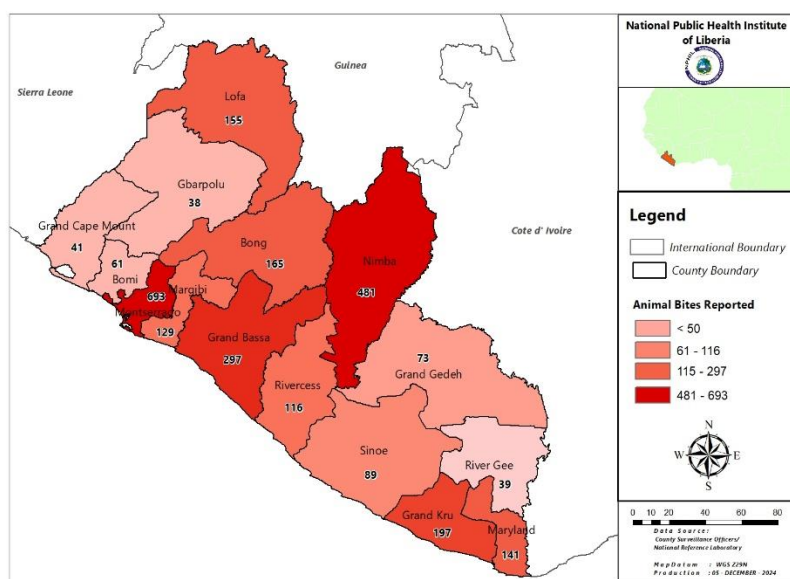 National Public Health Institute
of Liberia
Guinea
Sierra Leone
Lofa
155
Gbarpolu
38
Grand Cape Mount
41
Bong
165
Nimba
481
Cote d' Ivoire
61
Bomi
693
Montserrado
Margibi
129
Grand Bassa
297
Rivercess
116
73
Grand Gedeh
Sinoe
89
River Gee
39
Grand Kru
197
Maryland
141
Legend
International Boundary
County Boundary
Animal Bites Reported
< 50
61 - 116
115 - 297
481 - 693
N
W E
S
0 10 20 40 60 80
Data Source:
County Surveillance Officers/
National Reference Laboratory
MapDatum : WGS Z29N
Production : 05 - DECEMBER - 2024